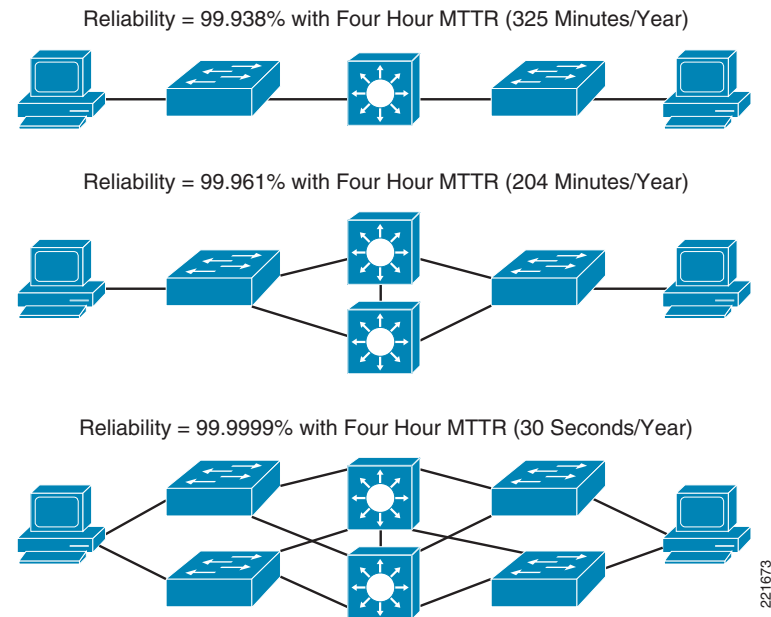 Reliability = 99.938% with Four Hour MTTR (325 Minutes/Year)
Reliability = 99.961% with Four Hour MTTR (204 Minutes/Year)
Reliability = 99.9999% with Four Hour MTTR (30 Seconds/Year)
221673